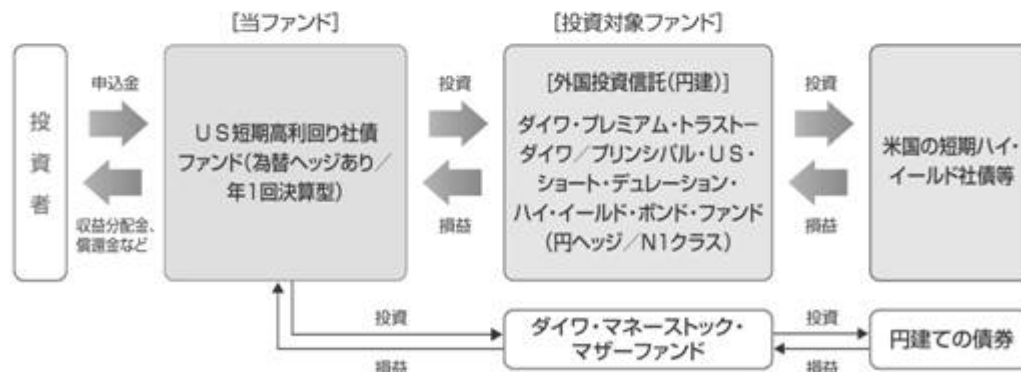 [当ファンド]
[投資対象ファンド]
投資者
申込金
収益分配金、
償還金など
US短期高利回り社債
ファンド(為替ヘッジあり/
年1回決算型)
投資
損益
[外国投資信託(円建)]
ダイワ・プレミアム・トラストー
ダイワ/プリンシパル・US・
ショート・デュレーション・
ハイ・イールド・ボンド・ファンド
(円ヘッジ/N1クラス)
投資
損益
米国の短期ハイ・
イールド社債等
投資
損益
ダイワ・マネーストック・
マザーファンド
投資
損益
円建ての債券